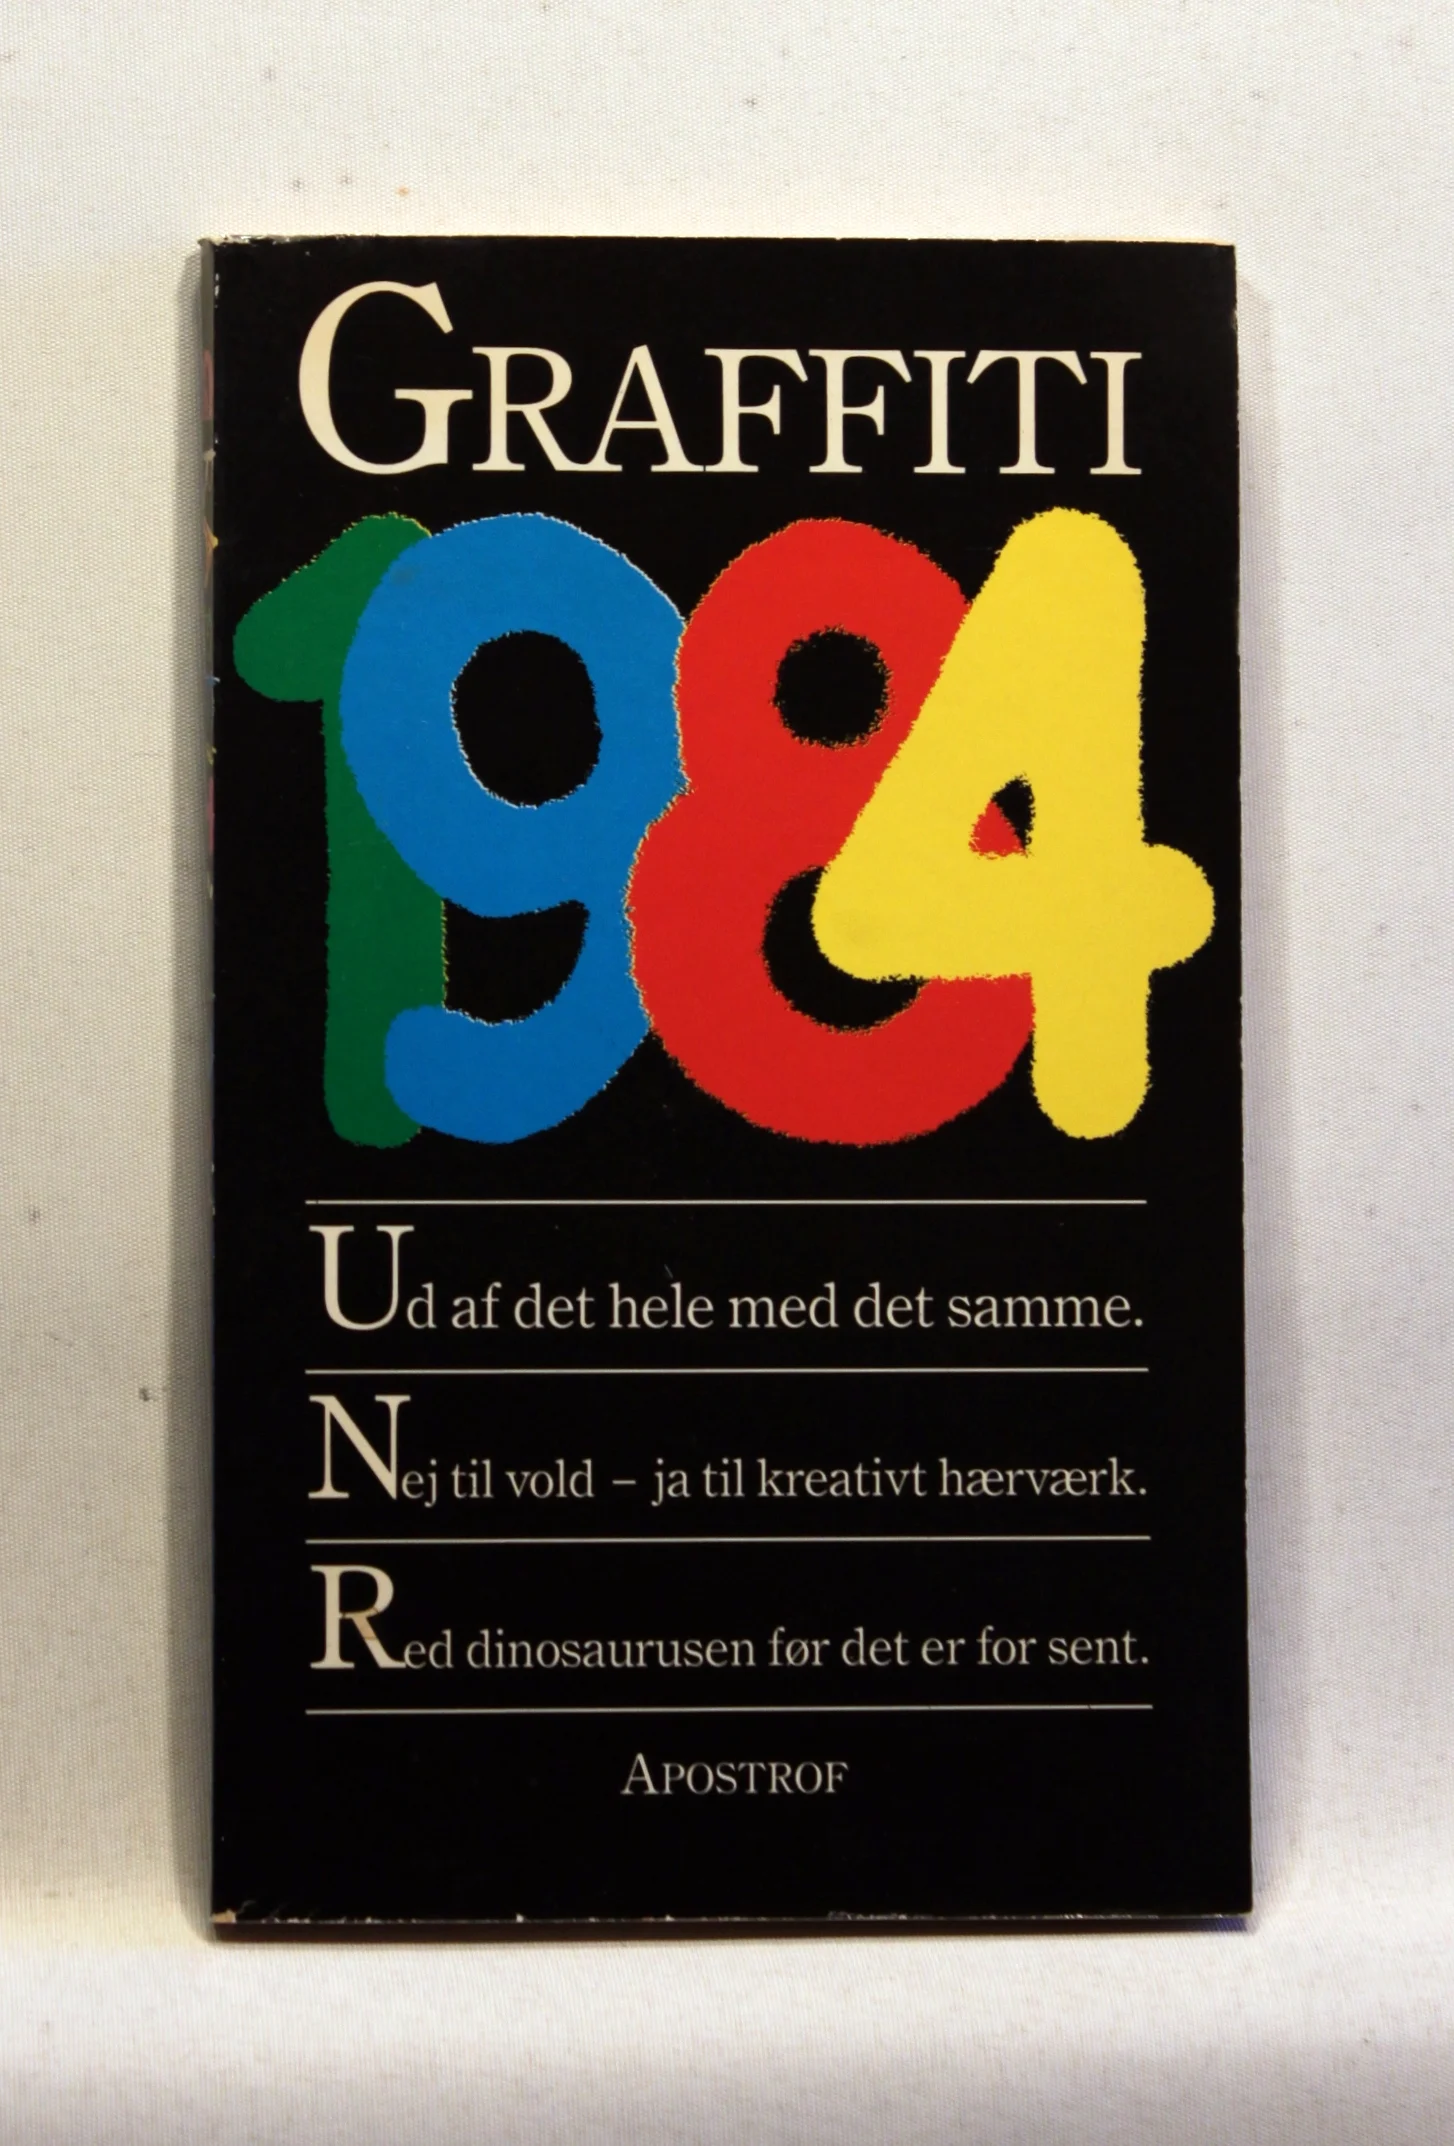 GRAFFITI
1984
Ud af det hele med det samme.
Nej til vold – ja til kreativt hærværk.
Red dinosaurusen før det er for sent.
APOSTROF